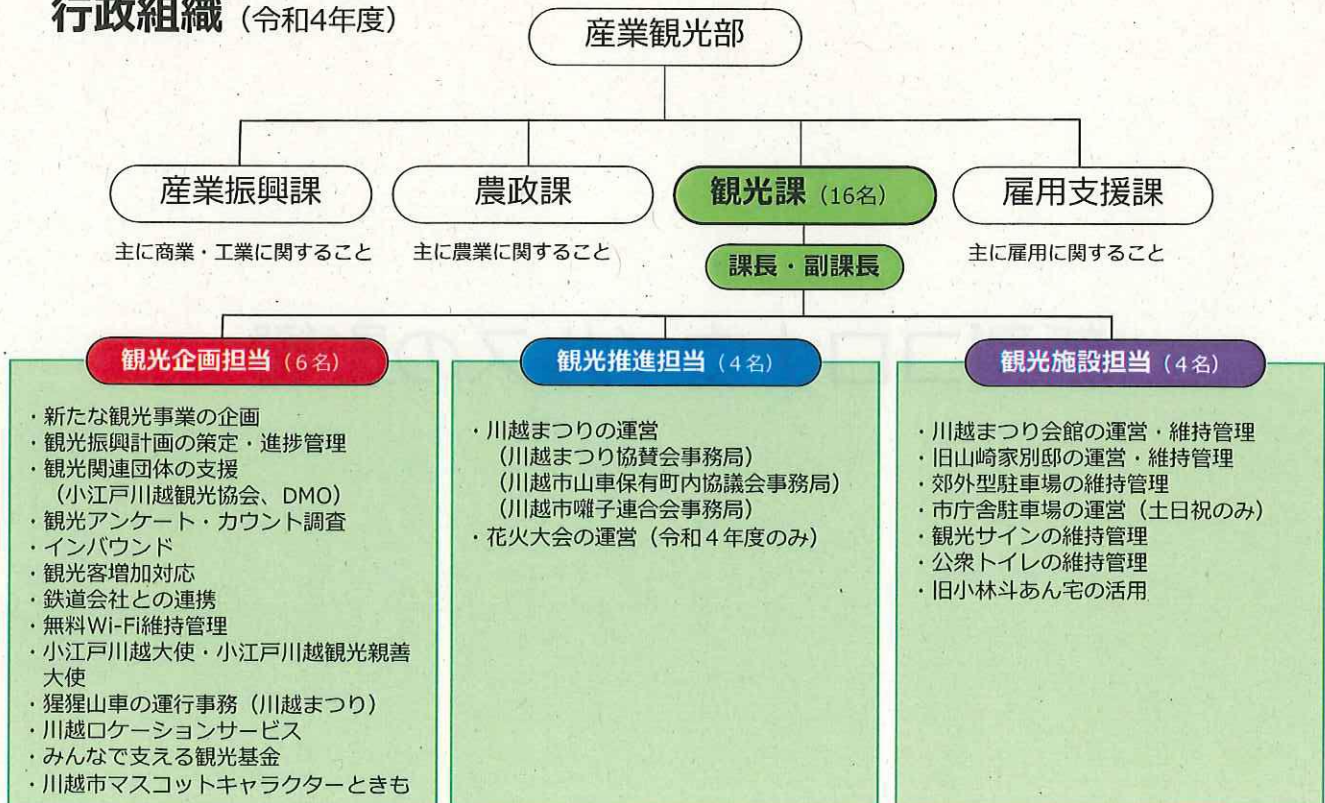 行政組織（令和4年度）
産業観光部
産業振興課
農政課
観光課（16名）
雇用支援課
主に商業・工業に関すること
主に農業に関すること
課長・副課長
主に雇用に関すること
観光企画担当（6名）
・新たな観光事業の企画
・観光振興計画の策定・進捗管理
・観光関連団体の支援
（小江戸川越観光協会、DMO）
・観光アンケート・カウント調査
・インバウンド
・観光客増加対応
・鉄道会社との連携
・無料Wi-Fi維持管理
・小江戸川越大使・小江戸川越観光親善
大使
・猩猩山車の運行事務（川越まつり）
・川越ロケーションサービス
・みんなで支える観光基金
・川越市マスコットキャラクターときも
観光推進担当（4名）
・川越まつりの運営
（川越まつり協賛会事務局）
（川越市山車保有町内協議会事務局）
（川越市囃子連合会事務局）
・花火大会の運営（令和４年度のみ）
観光施設担当（4名）
・川越まつり会館の運営・維持管理
・旧山崎家別邸の運営・維持管理
・郊外型駐車場の維持管理
・市庁舎駐車場の運営（土日祝のみ）
・観光サインの維持管理
・公衆トイレの維持管理
・旧小林斗あん宅の活用